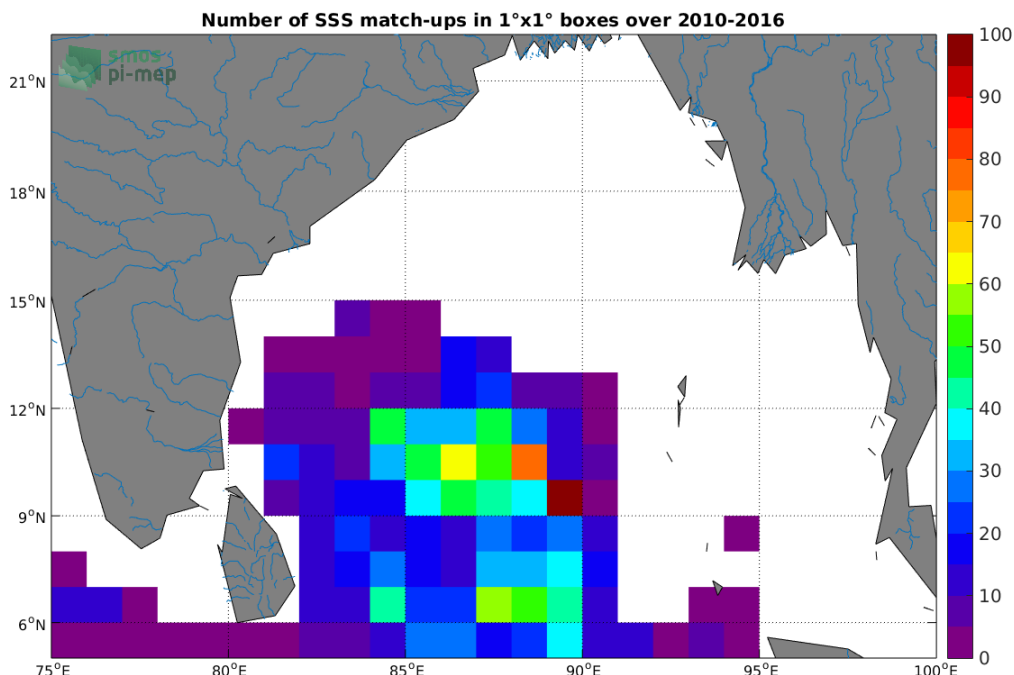 Number of SSS match-ups in 1°x1° boxes over 2010-2016
smos
pi-mep
21°N
18°N
15°N
12°N
9°N
6°N
75°E 80°E 85°E 90°E 95°E 100°E
100
90
80
70
60
50
40
30
20
10
0